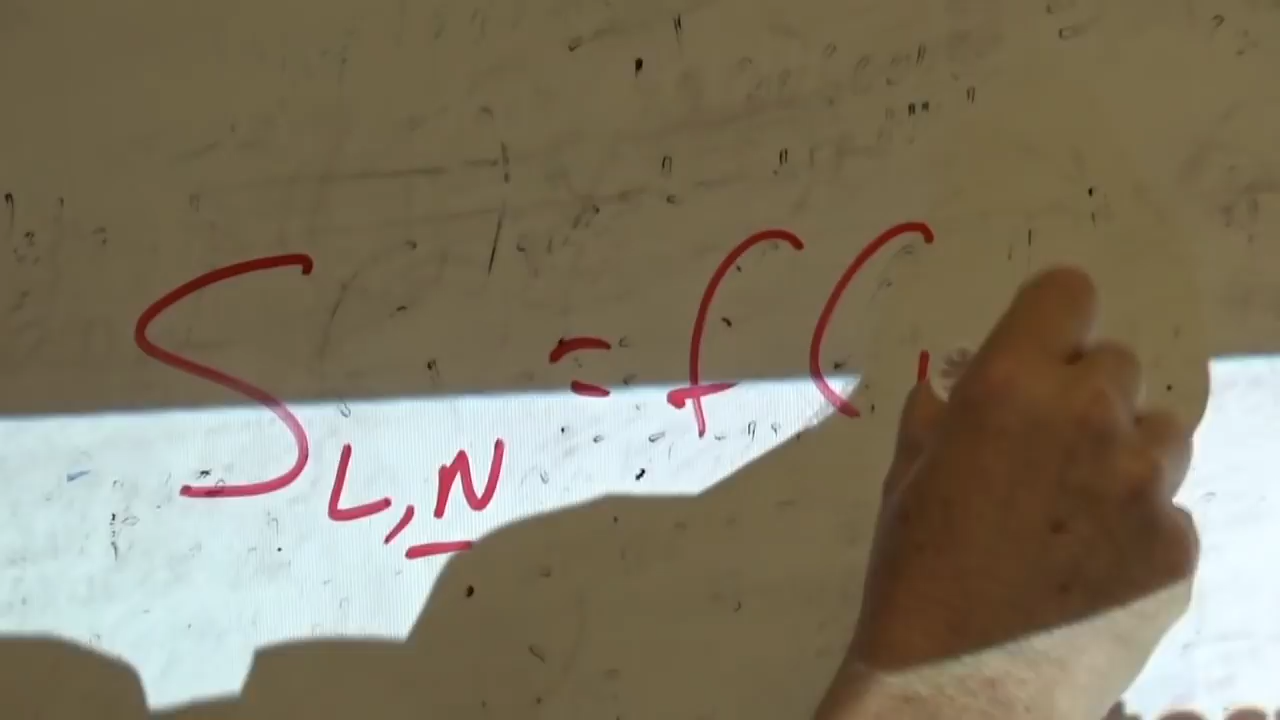 S_{L,N} = f(